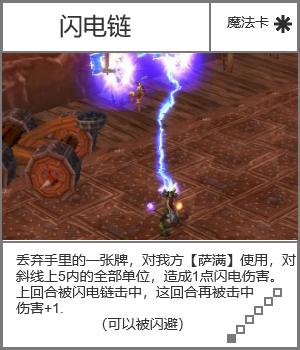 闪电链
魔法卡
丢弃手里的一张牌，对我方【萨满】使用，对
斜线上5内的全部单位，造成1点闪电伤害。
上回合被闪电链击中，这回合再被击中
伤害+1.
（可以被闪避）